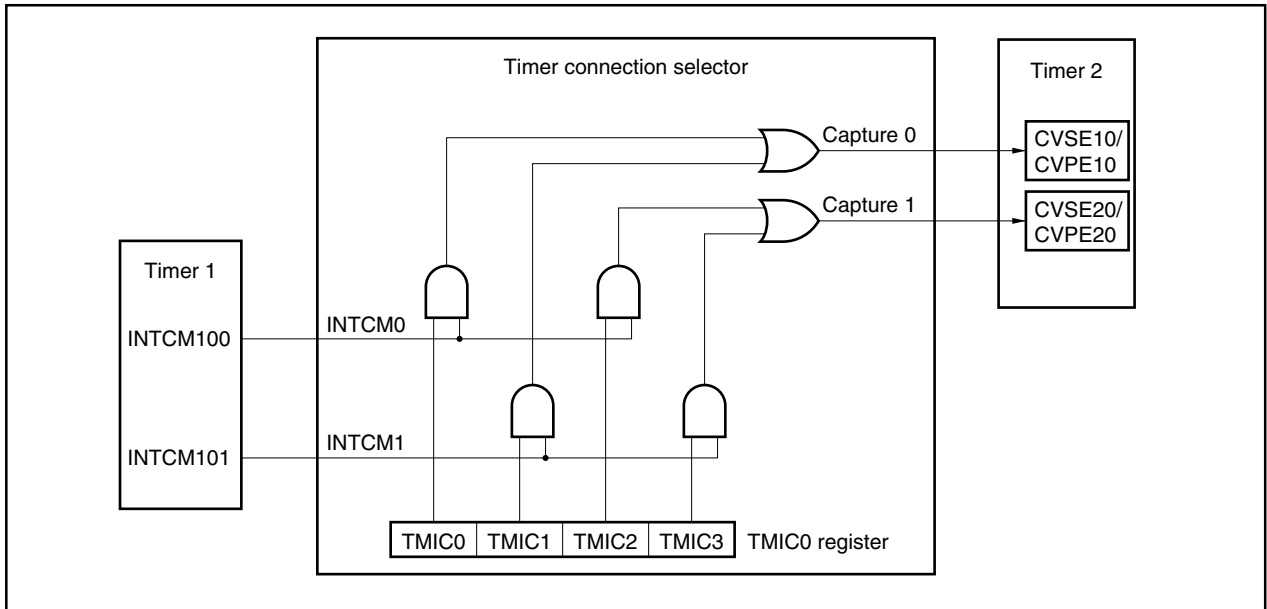 Timer connection selector
Timer 2
Capture 0
CVSE10/
CVPE10
Capture 1
CVSE20/
CVPE20
Timer 1
INTCM100
INTCM0
INTCM101
INTCM1
TMIC0 TMIC1 TMIC2 TMIC3 TMIC0 register